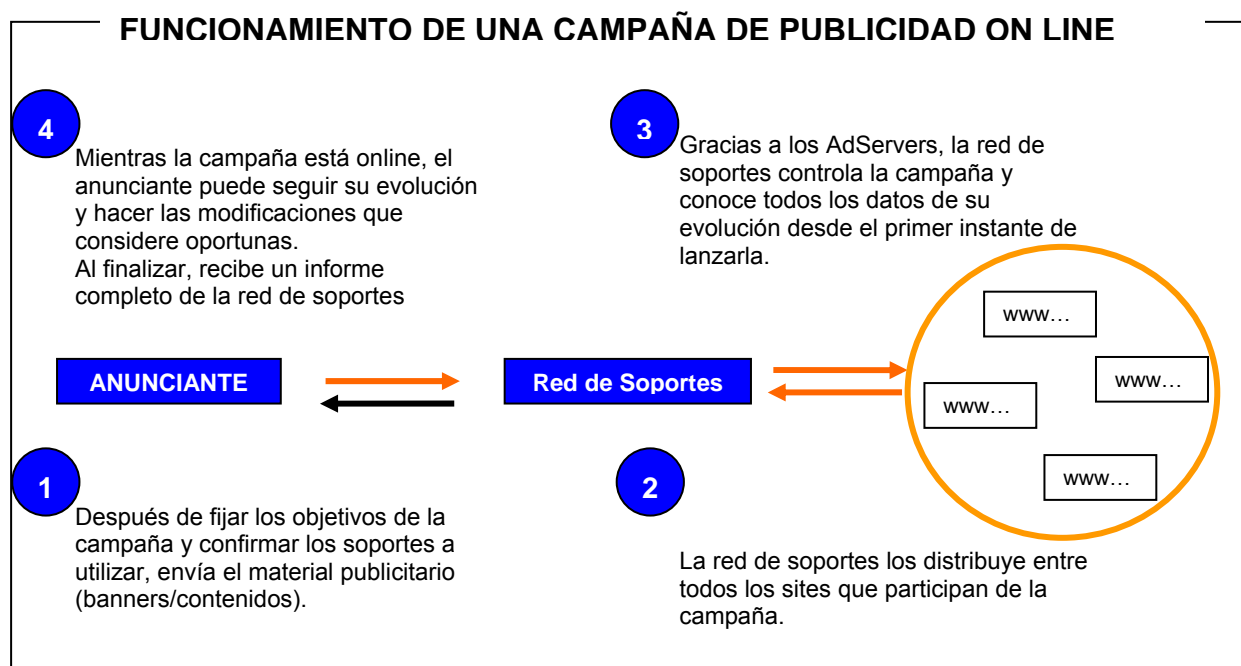 FUNCIONAMIENTO DE UNA CAMPAÑA DE PUBLICIDAD ON LINE
4
Mientras la campaña está online, el
anunciante puede seguir su evolución
y hacer las modificaciones que
considere oportunas.
Al finalizar, recibe un informe
completo de la red de soportes
3
Gracias a los AdServers, la red de
soportes controla la campaña y
conoce todos los datos de su
evolución desde el primer instante de
lanzarla.
www…
www…
www…
www…
ANUNCIANTE
Red de Soportes
1
Después de fijar los objetivos de la
campaña y confirmar los soportes a
utilizar, envía el material publicitario
(banners/contenidos).
2
La red de soportes los distribuye entre
todos los sites que participan de la
campaña.